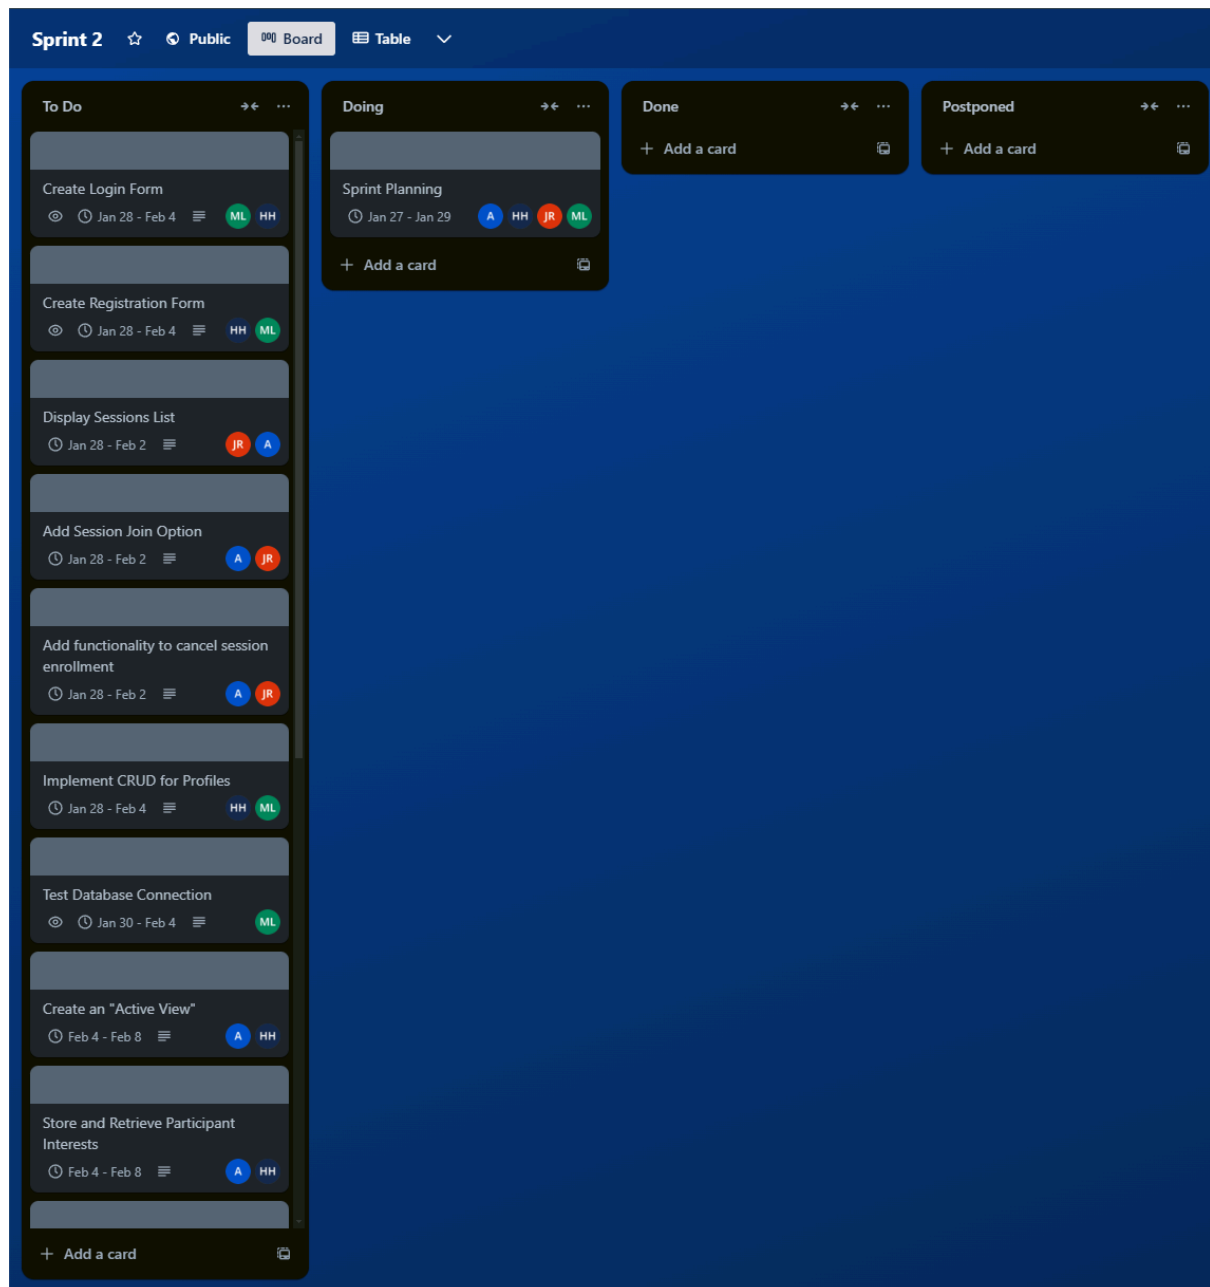 Sprint 2 Public Board Table
To Do
Create Login Form
Jan 28 - Feb 4 ML HH
Create Registration Form
Jan 28 - Feb 4 HH ML
Display Sessions List
Jan 28 - Feb 2 JR A
Add Session Join Option
Jan 28 - Feb 2 A JR
Add functionality to cancel session
enrollment
Jan 28 - Feb 2 A JR
Implement CRUD for Profiles
Jan 28 - Feb 4 HH ML
Test Database Connection
Jan 30 - Feb 4 ML
Create an "Active View"
Feb 4 - Feb 8 A HH
Store and Retrieve Participant
Interests
Feb 4 - Feb 8 A HH
+ Add a card
Doing
Sprint Planning
Jan 27 - Jan 29 A HH JR ML
+ Add a card
Done
+ Add a card
Postponed
+ Add a card